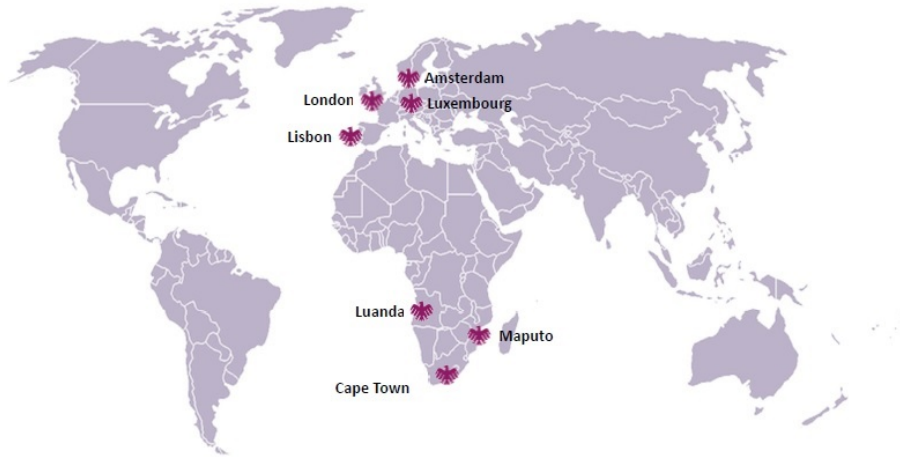 Amsterdam
London
Luxembourg
Lisbon
Luanda
Maputo
Cape Town